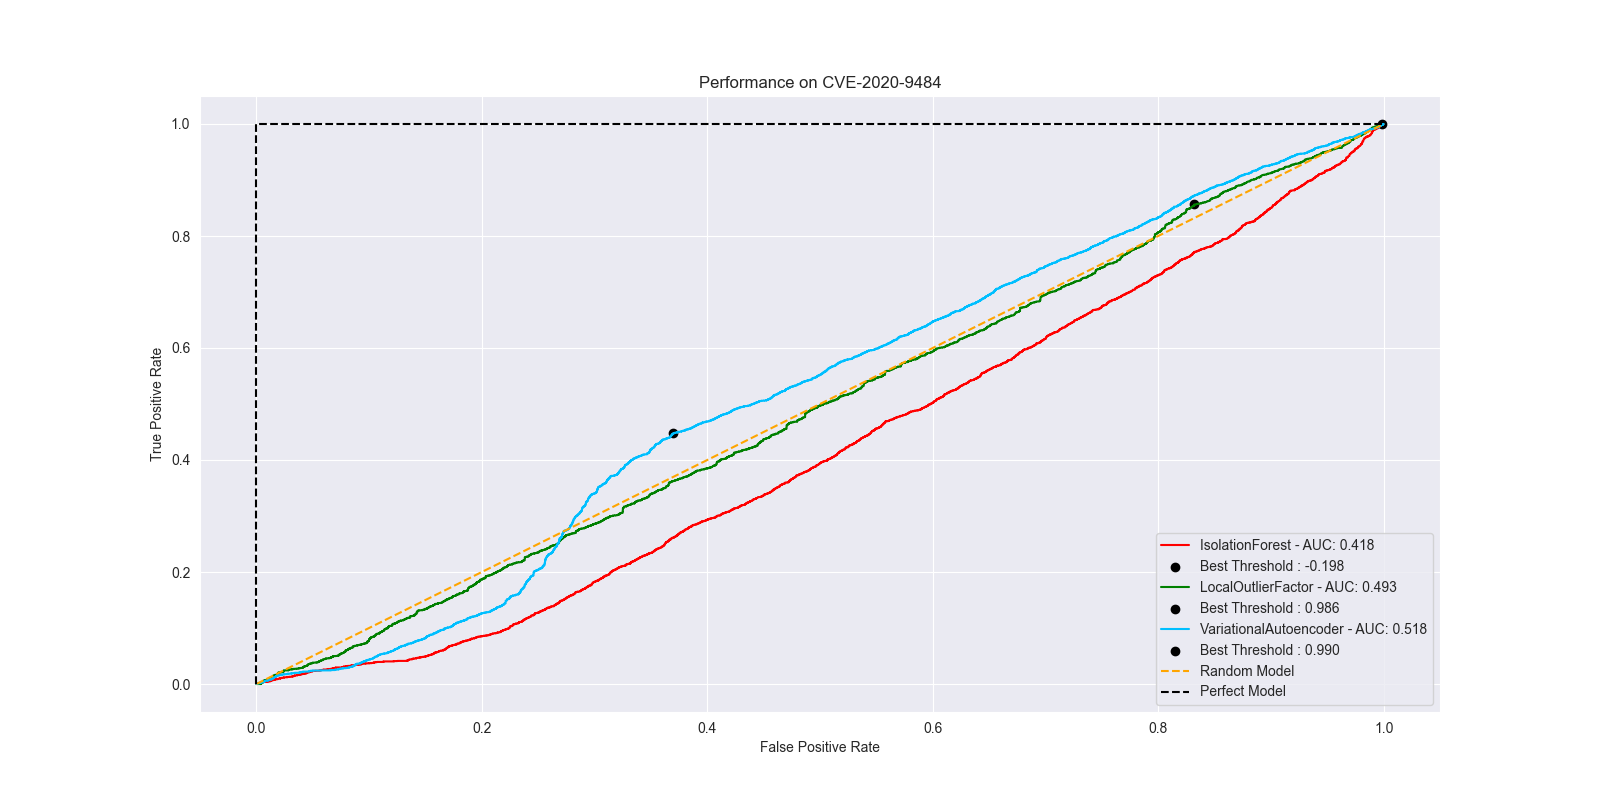 Performance on CVE-2020-9484
1.0
0.8
0.6
0.4
0.2
0.0
True Positive Rate
0.0 0.2 0.4 0.6 0.8 1.0
False Positive Rate
IsolationForest - AUC: 0.418
Best Threshold : -0.198
LocalOutlierFactor - AUC: 0.493
Best Threshold : 0.986
VariationalAutoencoder - AUC: 0.518
Best Threshold : 0.990
Random Model
Perfect Model